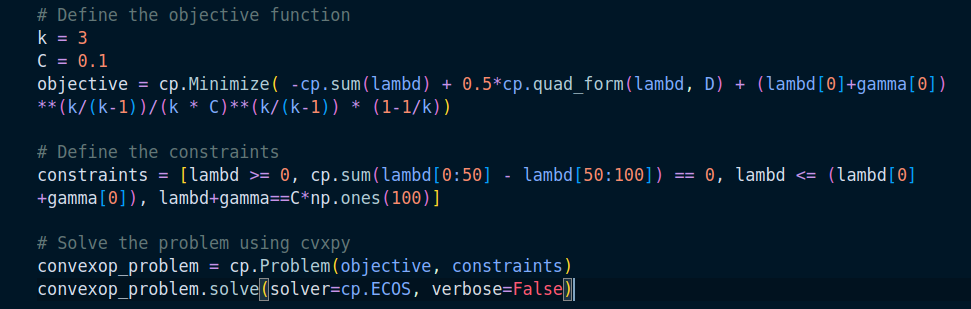 # Define the objective function
k = 3
C = 0.1
objective = cp.Minimize( -cp.sum(lambd) + 0.5*cp.quad_form(lambd, D) + (lambd[0]+gamma[0])
**(k/(k-1))/(k * C)**(k/(k-1)) * (1-1/k))
# Define the constraints
constraints = [lambd >= 0, cp.sum(lambd[0:50] - lambd[50:100]) == 0, lambd <= (lambd[0]
+gamma[0]), lambd+gamma==C*np.ones(100)]
# Solve the problem using cvxpy
convexop_problem = cp.Problem(objective, constraints)
convexop_problem.solve(solver=cp.ECOS, verbose=False)